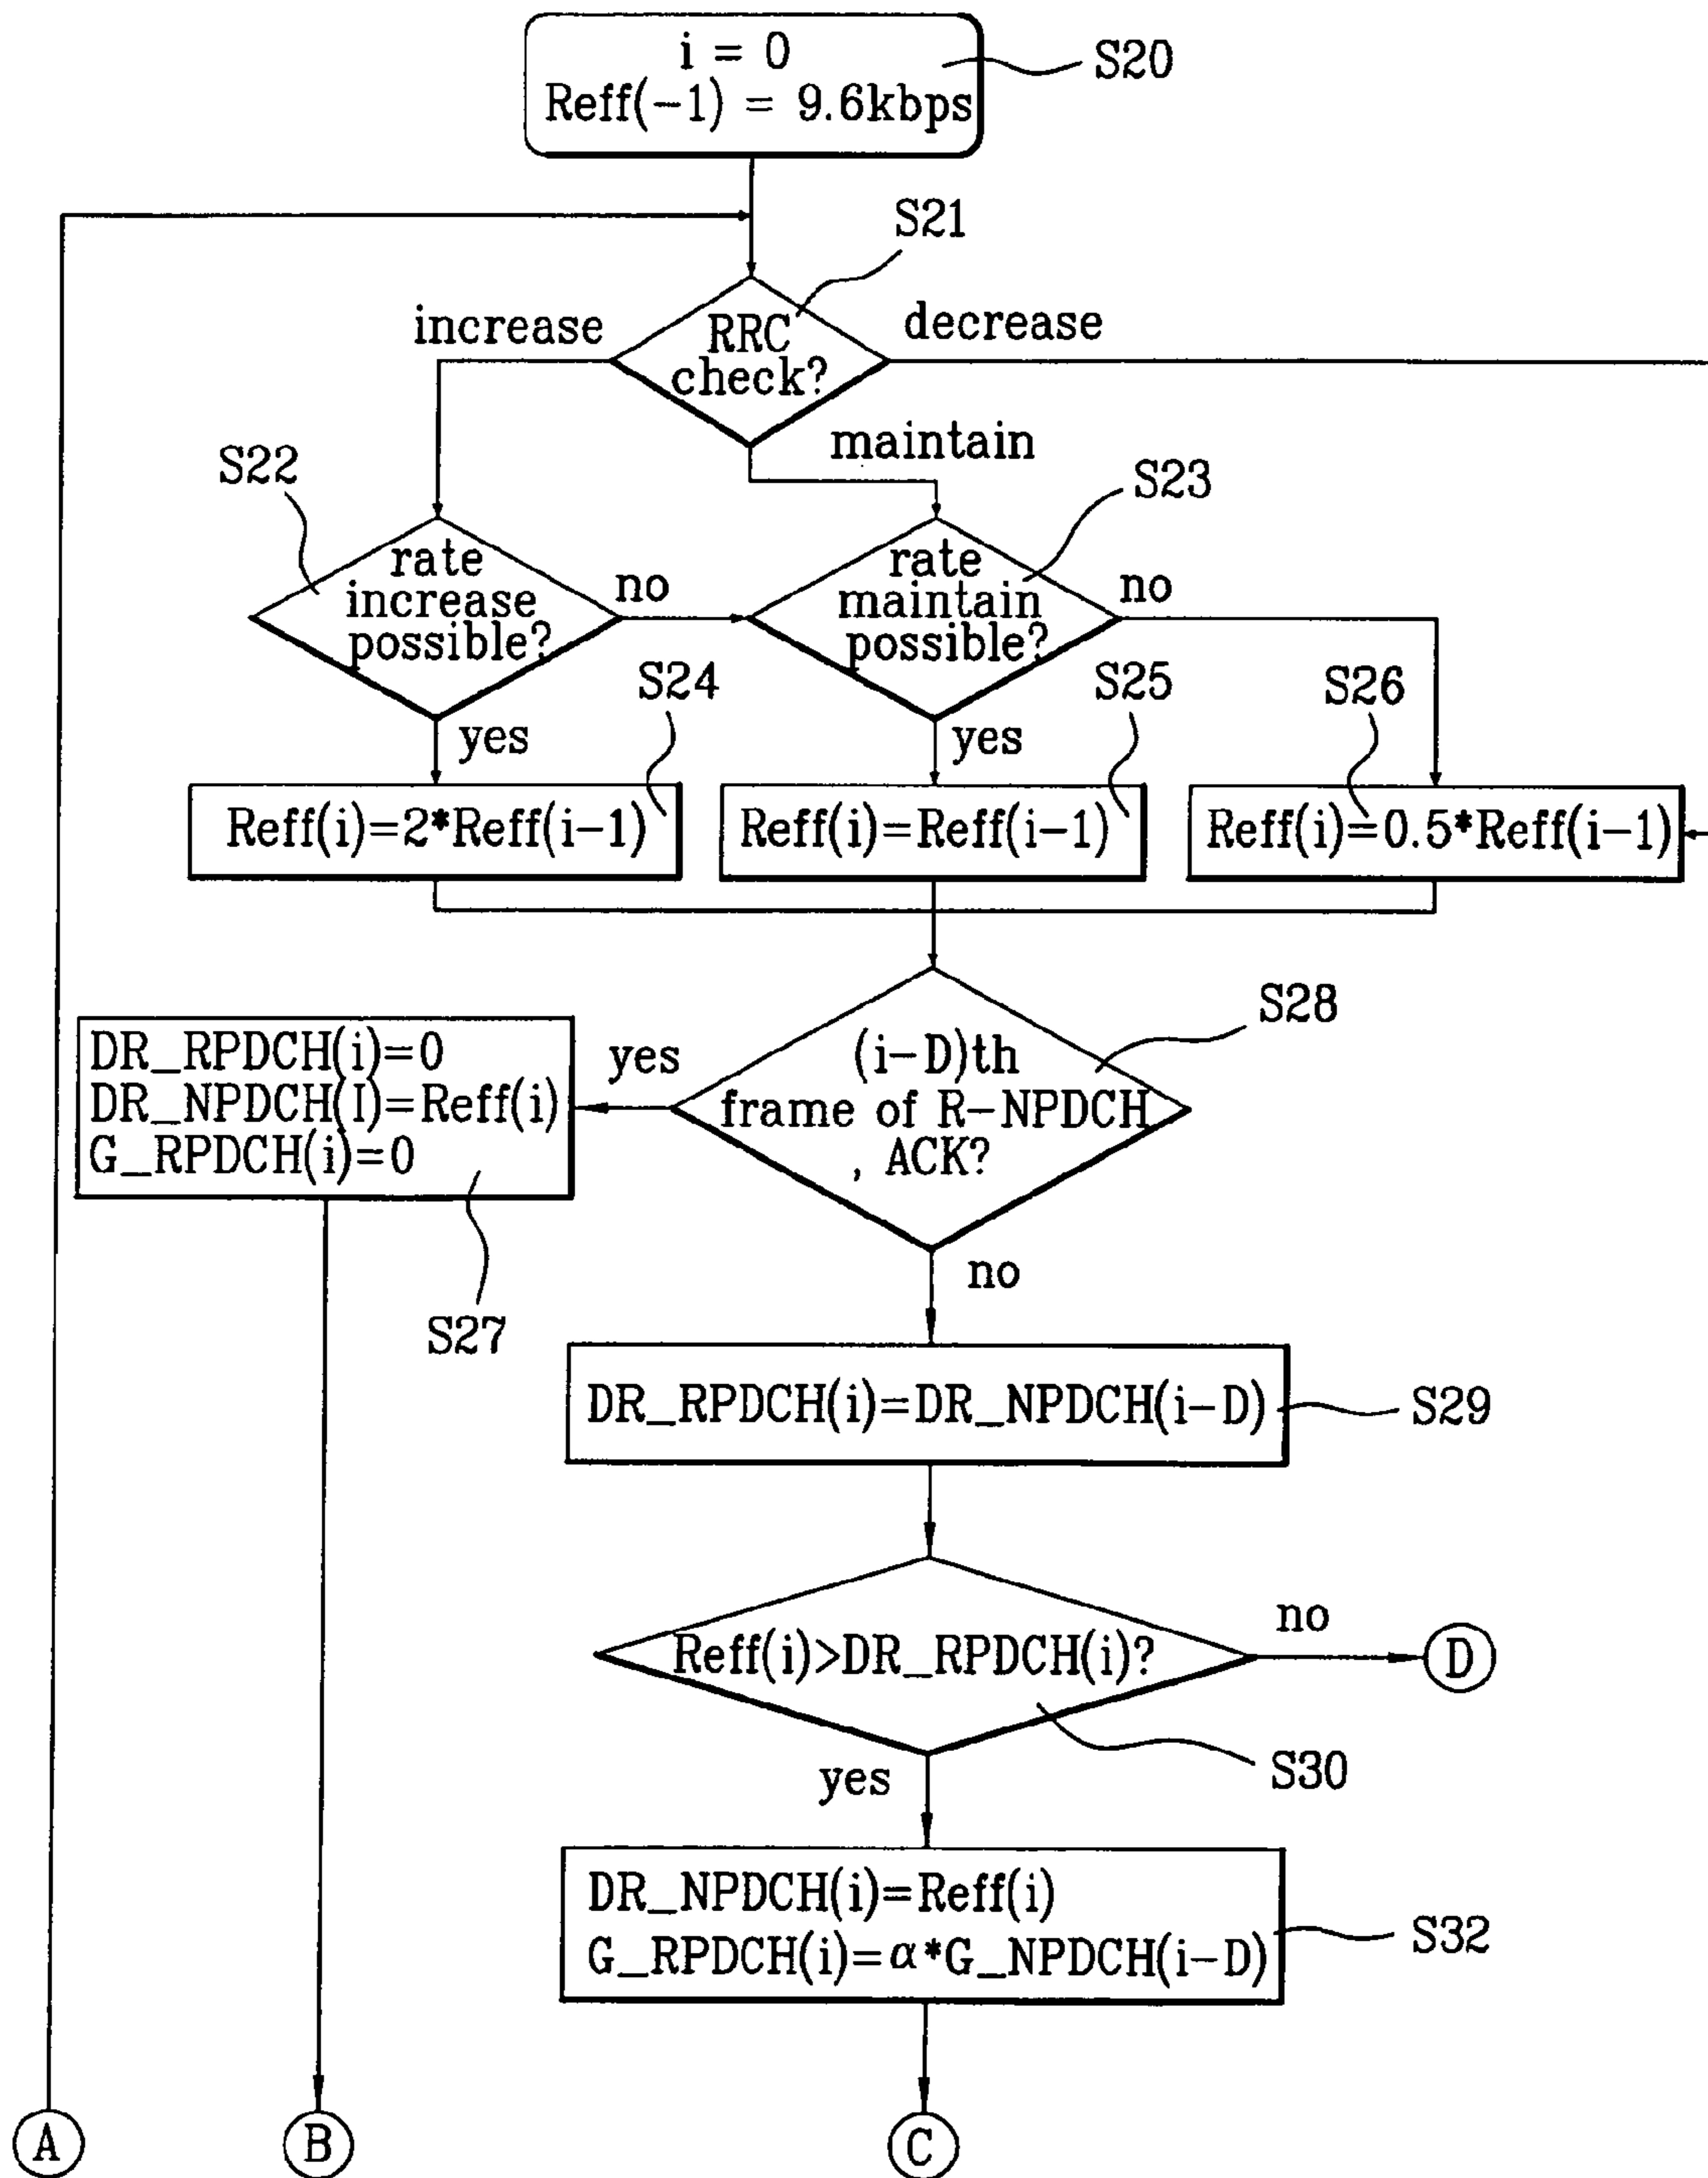 i = 0
Reff(-1) = 9.6kbps
S20
S21
increase
RRC
check?
decrease
maintain
S22
S23
rate
increase
possible?
no
rate
maintain
possible?
no
S24
S25
S26
yes
yes
Reff(i)=2*Reff(i-1)
Reff(i)=Reff(i-1)
Reff(i)=0.5*Reff(i-1)
S28
DR_RPDCH(i)=0
DR_NPDCH(I)=Reff(i)
G_RPDCH(i)=0
yes
(i-D)th
frame of R-NPDCH
, ACK?
S27
no
DR_RPDCH(i)=DR_NPDCH(i-D)
S29
Reff(i)>DR_RPDCH(i)?
no
D
S30
yes
DR_NPDCH(i)=Reff(i)
G_RPDCH(i)=α*G_NPDCH(i-D)
S32
A
B
C